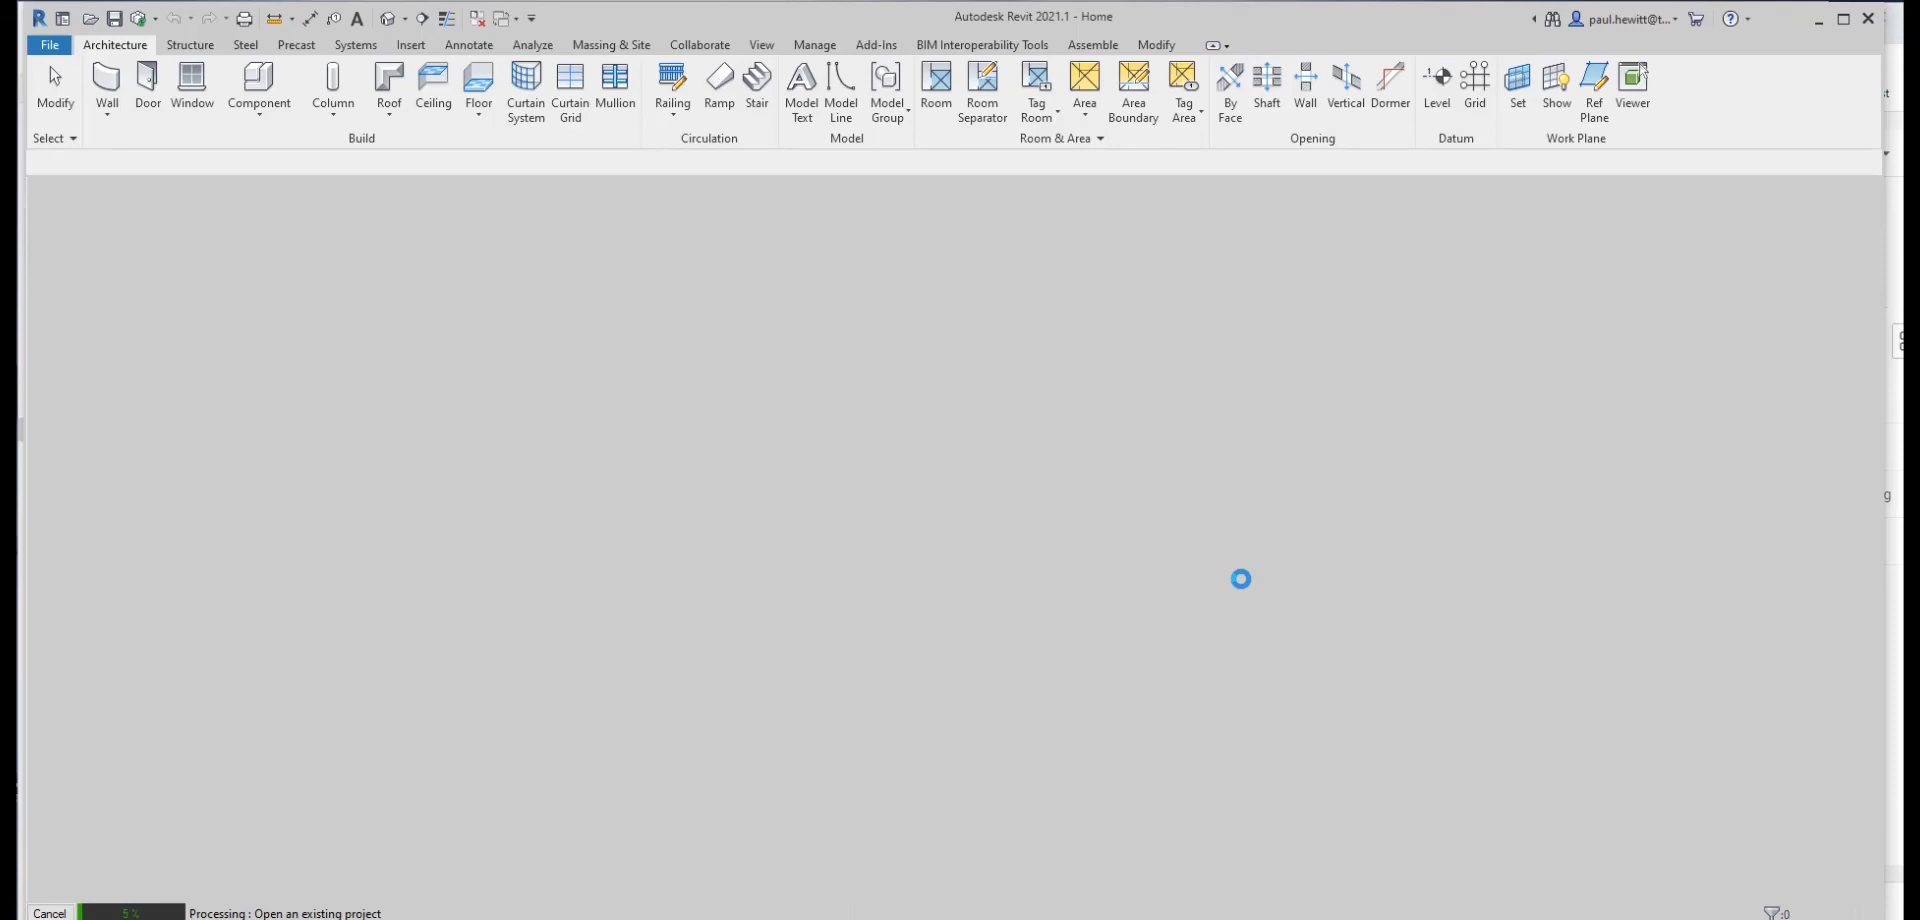 Autodesk Revit 2021.1 - Home
paul.hewitt@t...
File Architecture Structure Steel Precast Systems Insert Annotate Analyze Massing & Site Collaborate View Manage Add-Ins BIM Interoperability Tools Assemble Modify
Modify Wall Door Window Component Column Roof Ceiling Floor Curtain System Curtain Grid Mullion Railing Ramp Stair Model Text Model Line Model Group Room Room Separator Tag Room Area Area Boundary Tag Area By Face Shaft Wall Vertical Dormer Level Grid Set Show Ref Plane Viewer
Select Build Circulation Model Room & Area Opening Datum Work Plane
Cancel 5 % Processing : Open an existing project :0